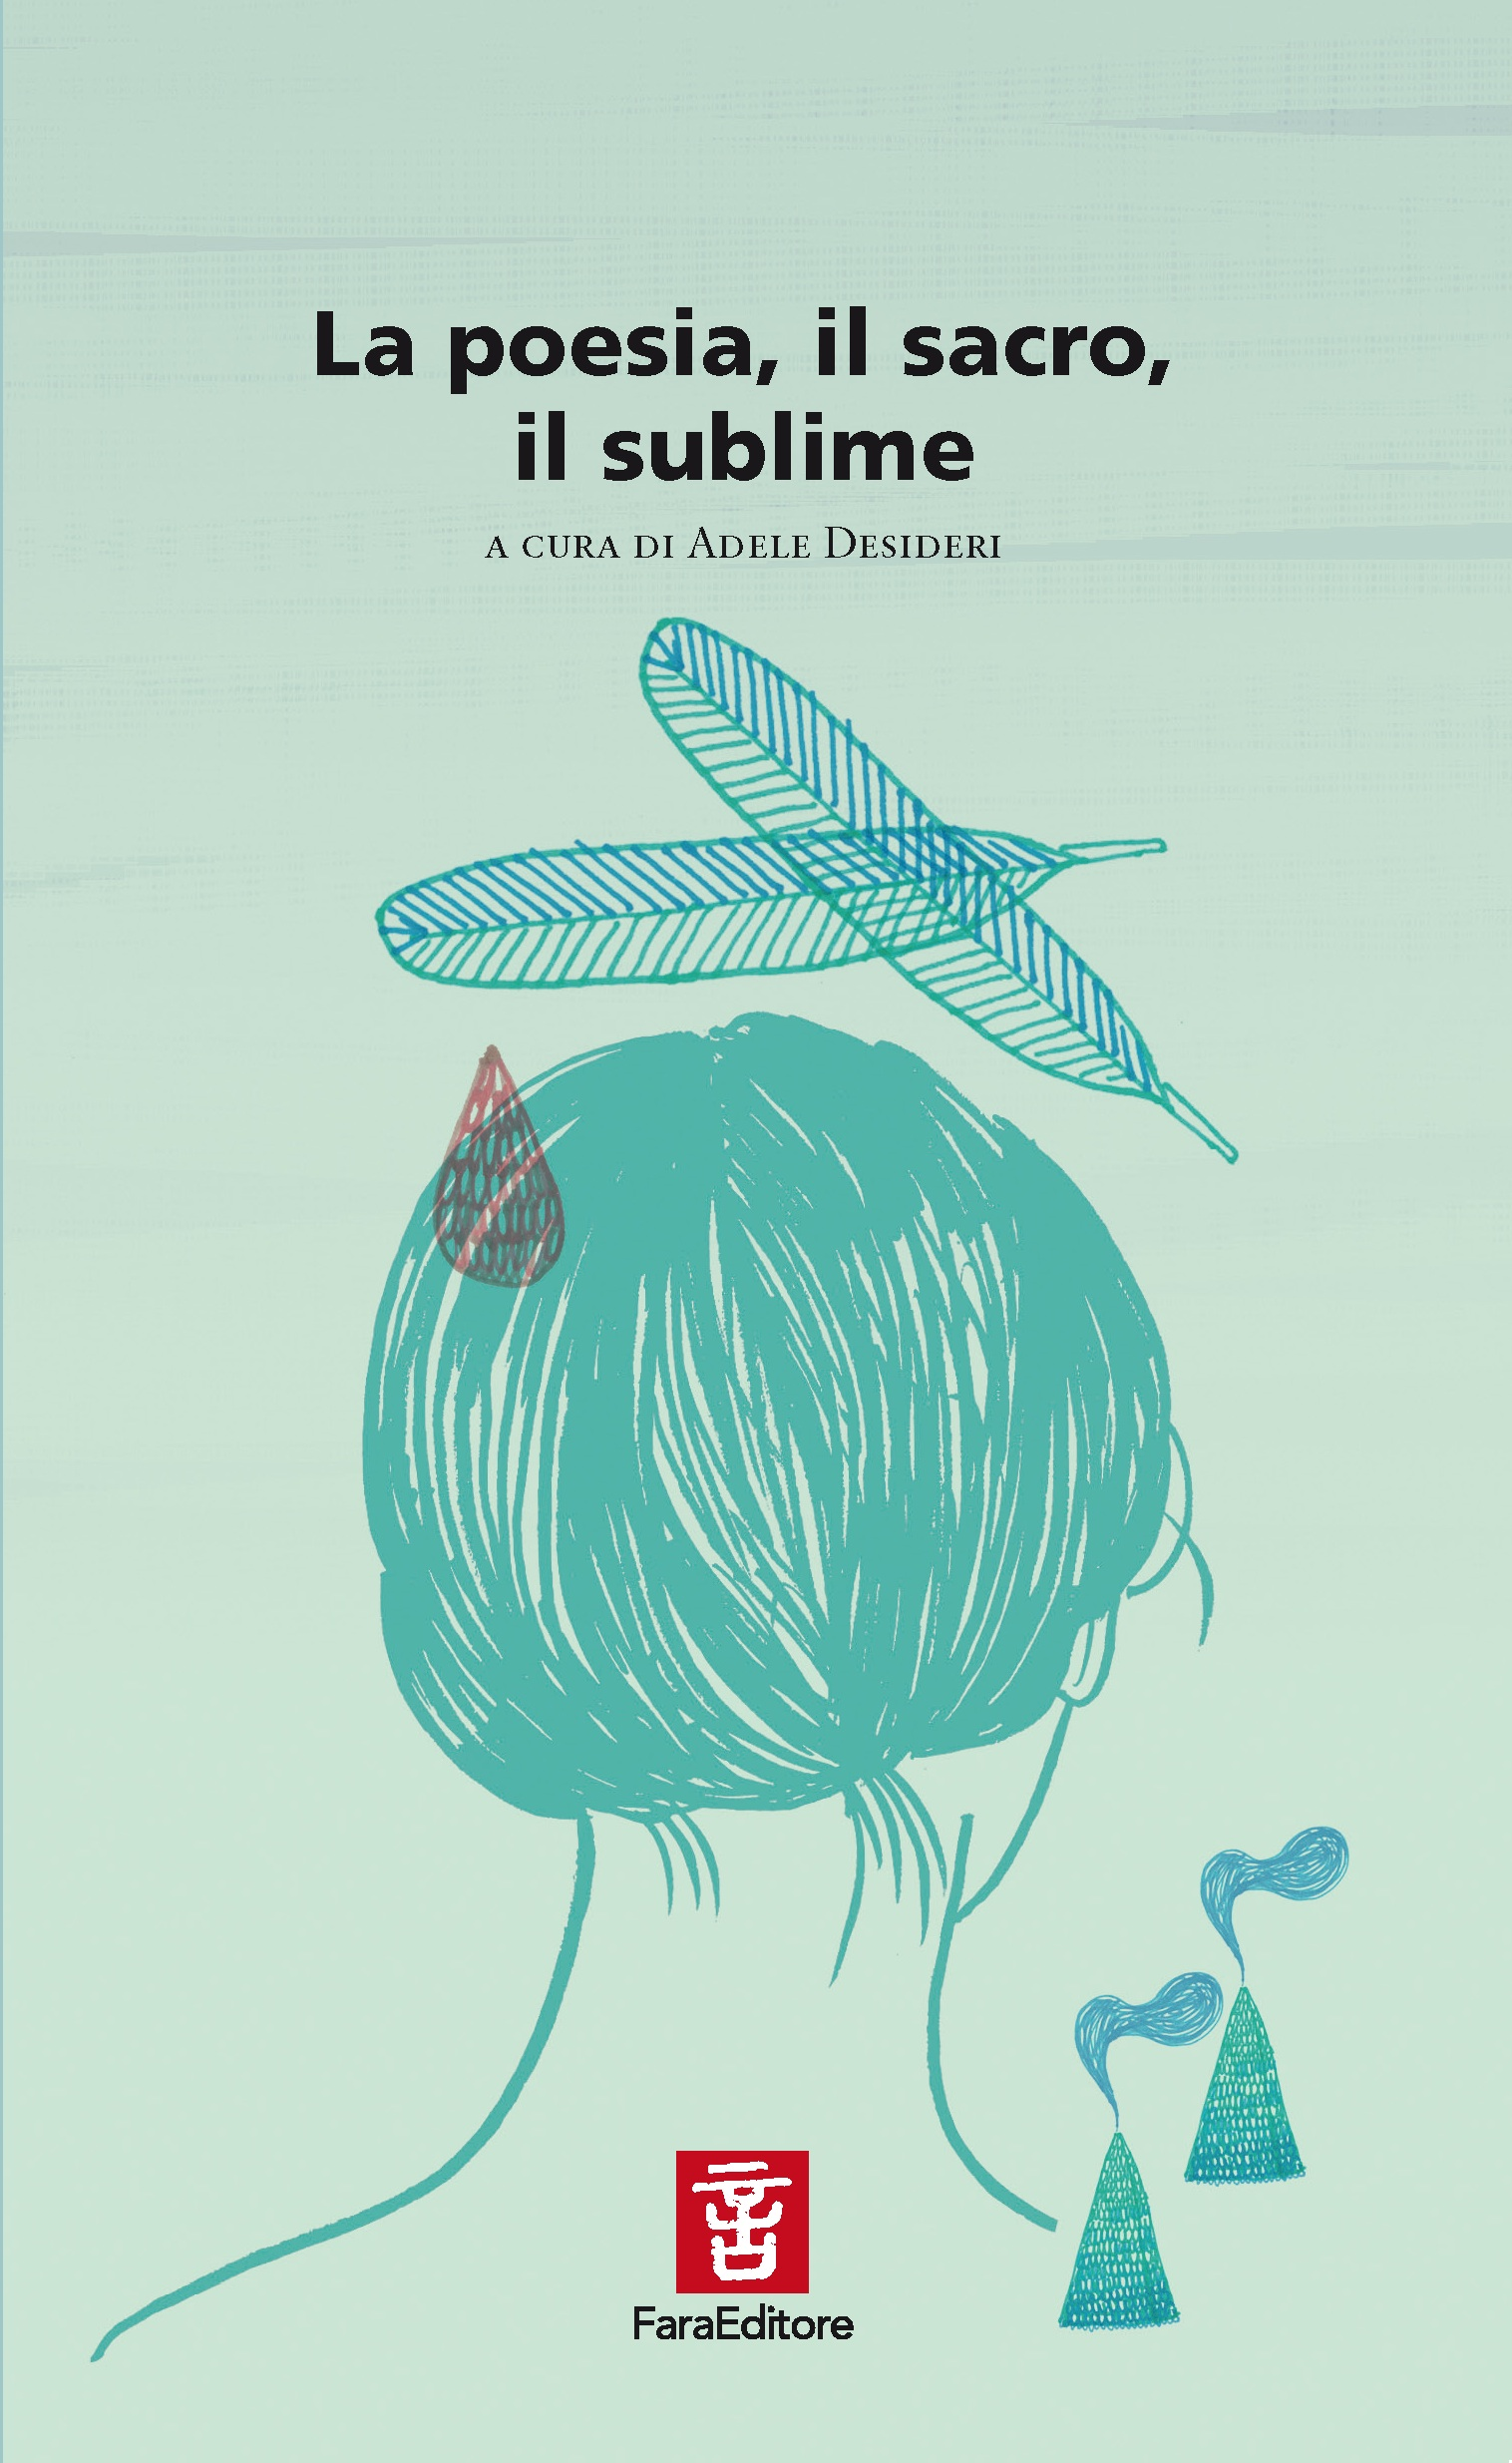 La poesia, il sacro,
il sublime
A CURA DI ADELE DESIDERI
FaraEditore